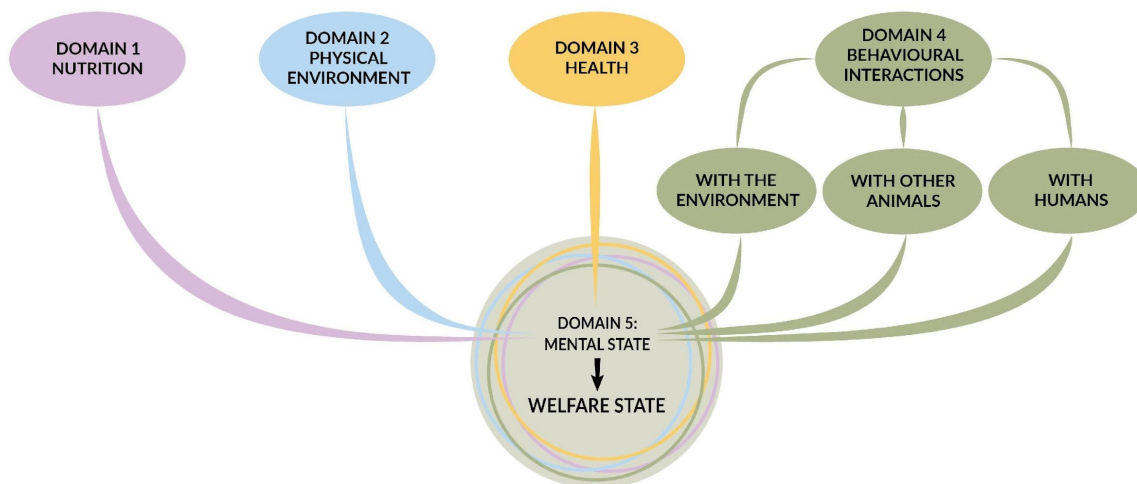 DOMAIN 1
NUTRITION
DOMAIN 2
PHYSICAL
ENVIRONMENT
DOMAIN 3
HEALTH
DOMAIN 4
BEHAVIOURAL
INTERACTIONS
WITH THE
ENVIRONMENT
WITH OTHER
ANIMALS
WITH
HUMANS
DOMAIN 5:
MENTAL STATE
WELFARE STATE